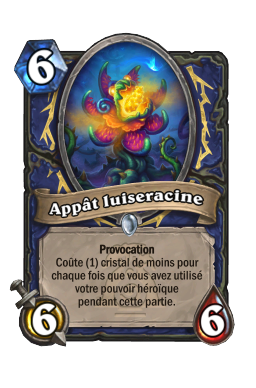 6
Appât luiseracine
Provocation
Coûte (1) cristal de moins pour
chaque fois que vous avez utilisé
votre pouvoir héroïque
pendant cette partie.
6
6